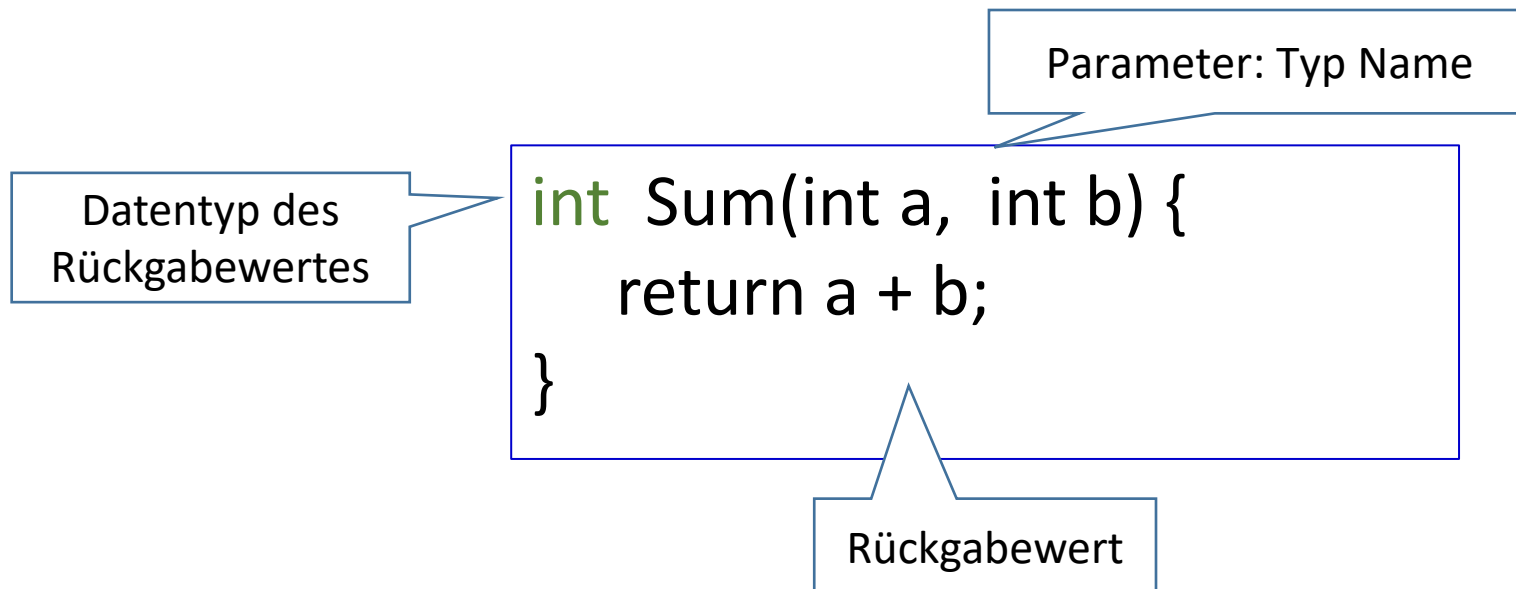 Parameter: Typ Name
Datentyp des
Rückgabewertes
int Sum(int a, int b) {
return a + b;
}
Rückgabewert